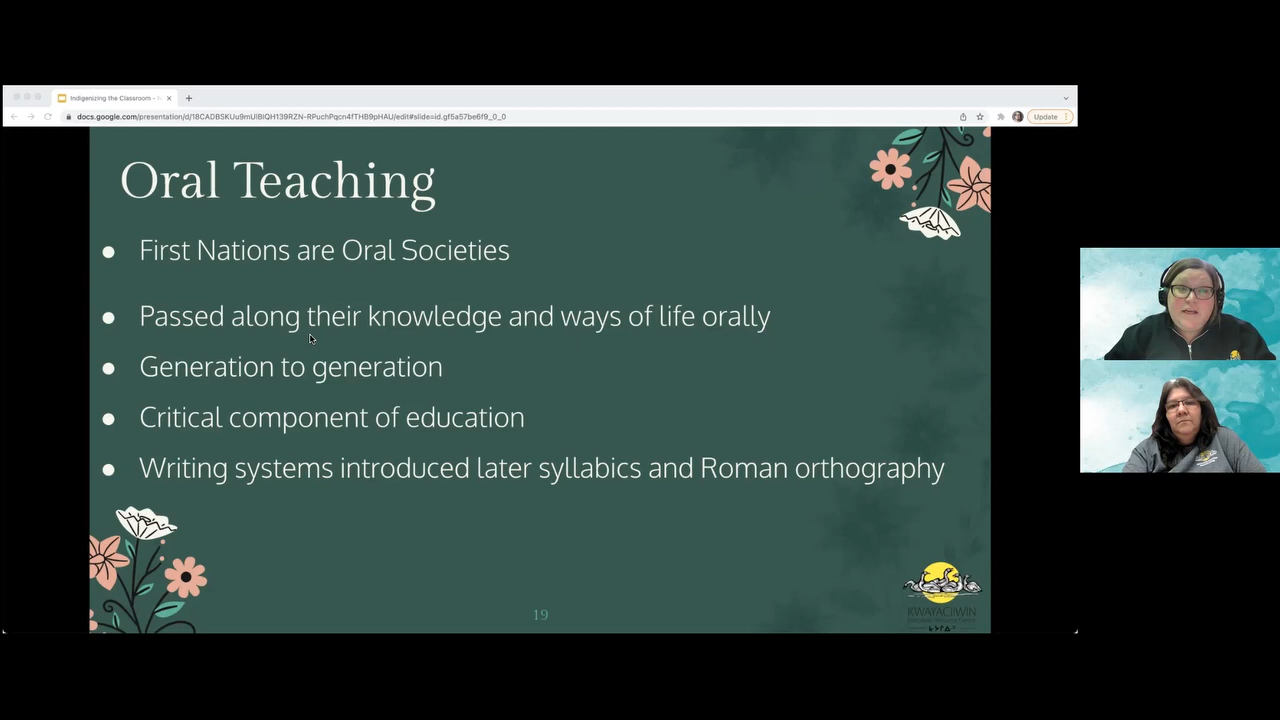 Indigenizing the Classroom -
docs.google.com/presentation/d/18CADBSKUu9mUlBIQH139RZN-RPuchPqcn4fTHB9pHAU/edit#slide=id.gf5a57be6f9_0_0
Update
Oral Teaching
● First Nations are Oral Societies
● Passed along their knowledge and ways of life orally
● Generation to generation
● Critical component of education
● Writing systems introduced later syllabics and Roman orthography
19
KWAYACIIWIN